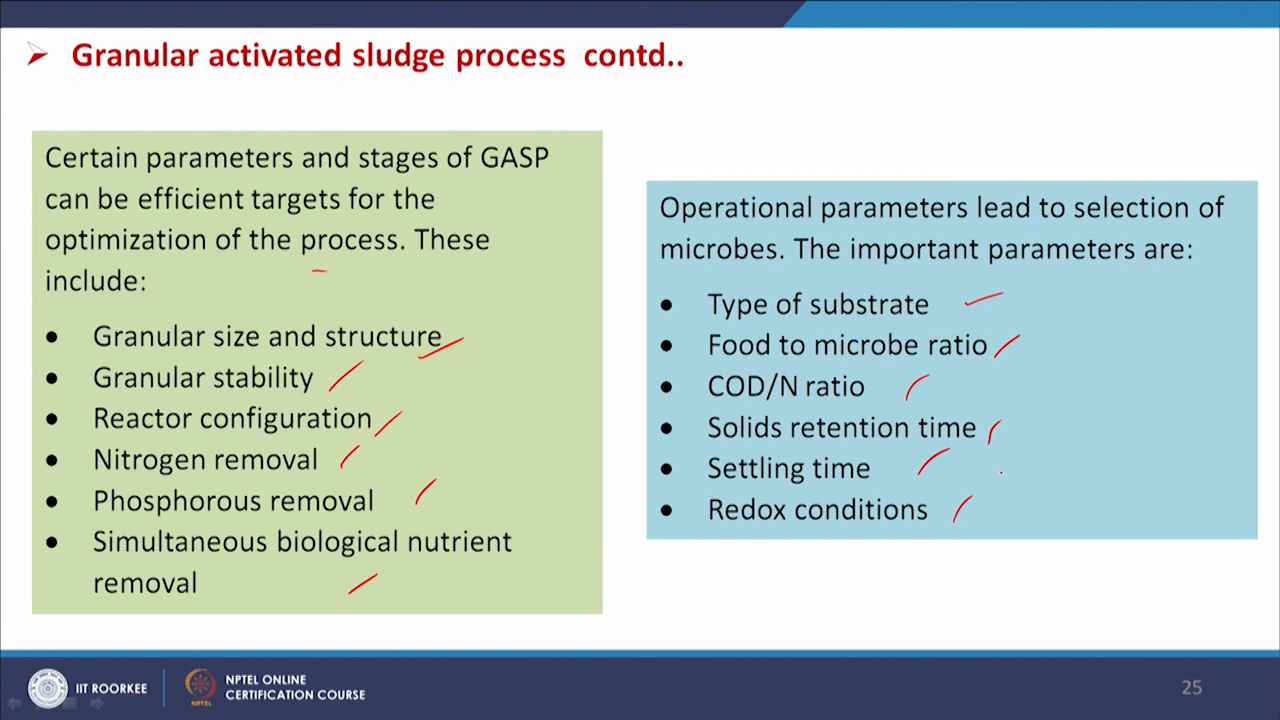 Granular activated sludge process contd..
Certain parameters and stages of GASP
can be efficient targets for the
optimization of the process. These
include:
• Granular size and structure
• Granular stability
• Reactor configuration
• Nitrogen removal
• Phosphorous removal
• Simultaneous biological nutrient
removal
Operational parameters lead to selection of
microbes. The important parameters are:
• Type of substrate
• Food to microbe ratio
• COD/N ratio
• Solids retention time
• Settling time
• Redox conditions
IIT ROORKEE
NPTEL
NPTEL ONLINE
CERTIFICATION COURSE
25